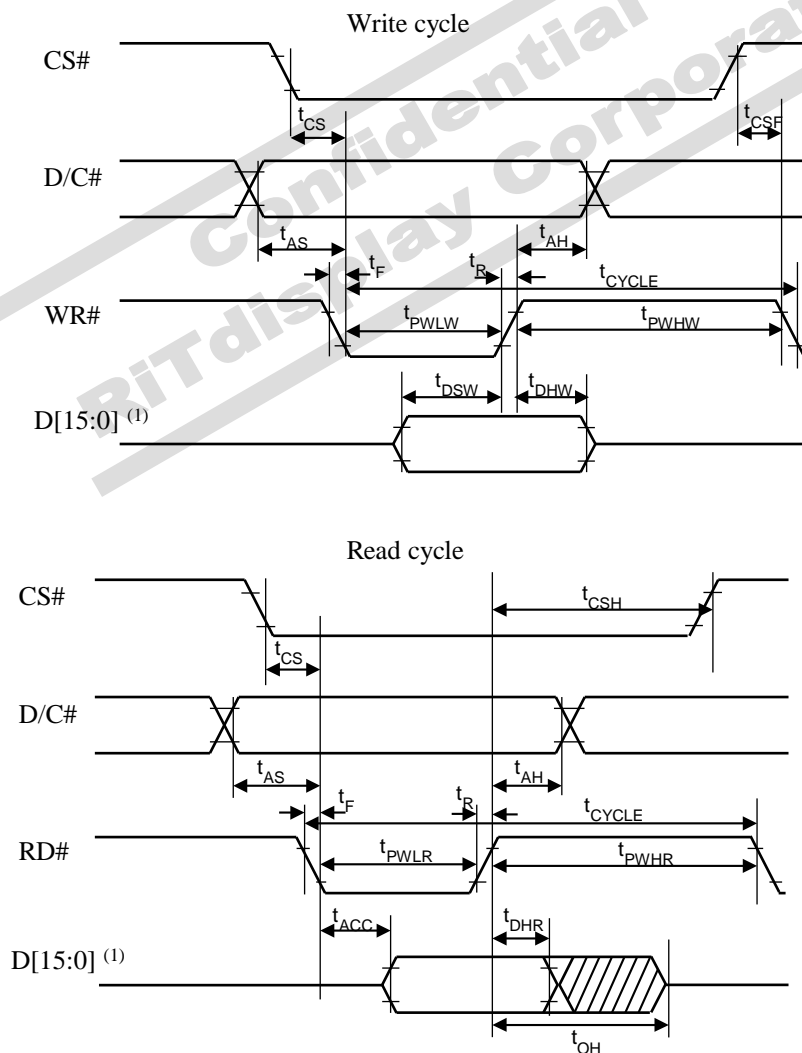 Write cycle
CS#
tCS
tCSF
D/C#
tAS
tAH
tF
tR
tCYCLE
WR#
tPWLW
tPWHW
tDSW
tDHW
D[15:0] (1)
Confidential
RiTdisplay Corporat
Read cycle
CS#
tCSH
tCS
D/C#
tAS
tAH
tF
tR
tCYCLE
RD#
tPWLR
tPWHR
tACC
tDHR
D[15:0] (1)
tOH